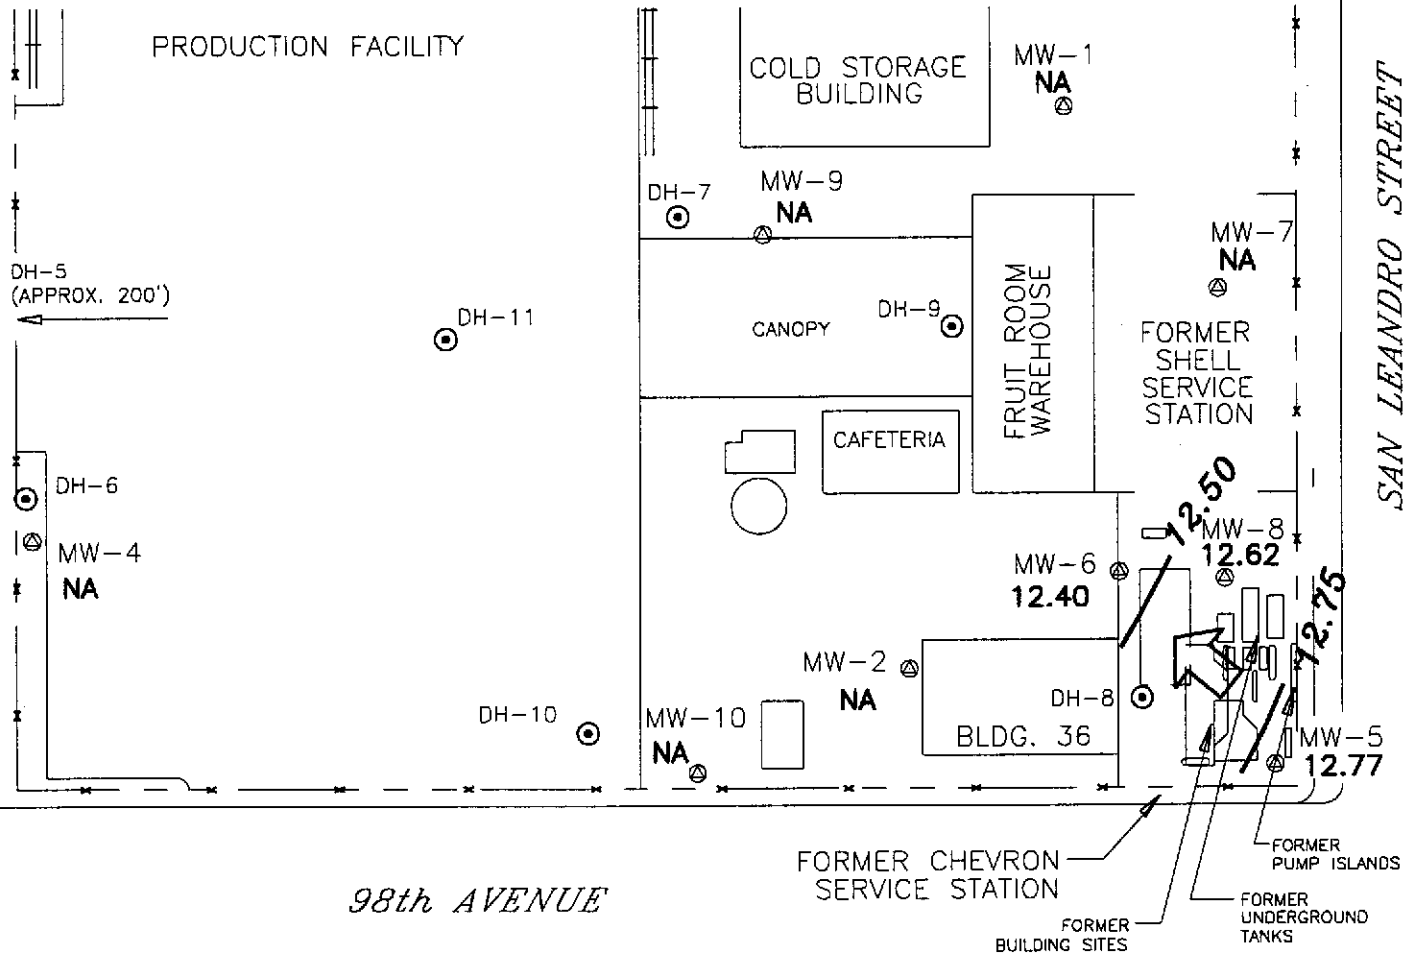 PRODUCTION FACILITY
COLD STORAGE
BUILDING
MW-1
NA
SAN LEANDRO STREET
DH-7
MW-9
NA
MW-7
NA
DH-5
(APPROX. 200')
DH-11
CANOPY
DH-9
FRUIT ROOM
WAREHOUSE
FORMER
SHELL
SERVICE
STATION
CAFETERIA
DH-6
MW-4
NA
12.50
MW-8
12.62
MW-6
12.40
12.75
MW-2
NA
DH-8
DH-10
MW-10
NA
BLDG. 36
MW-5
12.77
FORMER CHEVRON
SERVICE STATION
FORMER
PUMP ISLANDS
98th AVENUE
FORMER
UNDERGROUND
TANKS
FORMER
BUILDING SITES